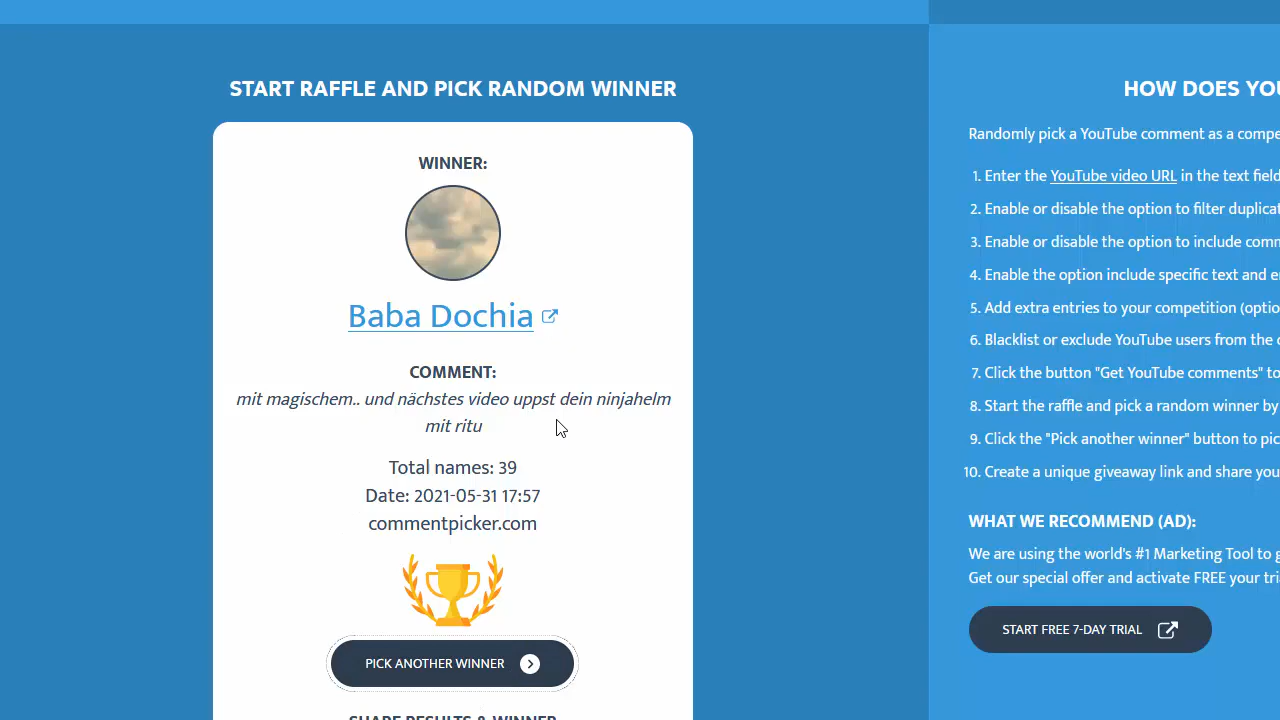 START RAFFLE AND PICK RANDOM WINNER
WINNER:
Baba Dochia
COMMENT:
mit magischem.. und nächstes video uppst dein ninjahelm
mit ritu
Total names: 39
Date: 2021-05-31 17:57
commentpicker.com
PICK ANOTHER WINNER
SHARE RESULTS & WINNER
HOW DOES YOU
Randomly pick a YouTube comment as a compe
1. Enter the YouTube video URL in the text field
2. Enable or disable the option to filter duplicat
3. Enable or disable the option to include comm
4. Enable the option include specific text and e
5. Add extra entries to your competition (optio
6. Blacklist or exclude YouTube users from the
7. Click the button "Get YouTube comments" to
8. Start the raffle and pick a random winner by
9. Click the "Pick another winner" button to pic
10. Create a unique giveaway link and share you
WHAT WE RECOMMEND (AD):
We are using the world's #1 Marketing Tool to g
Get our special offer and activate FREE your tri
START FREE 7-DAY TRIAL